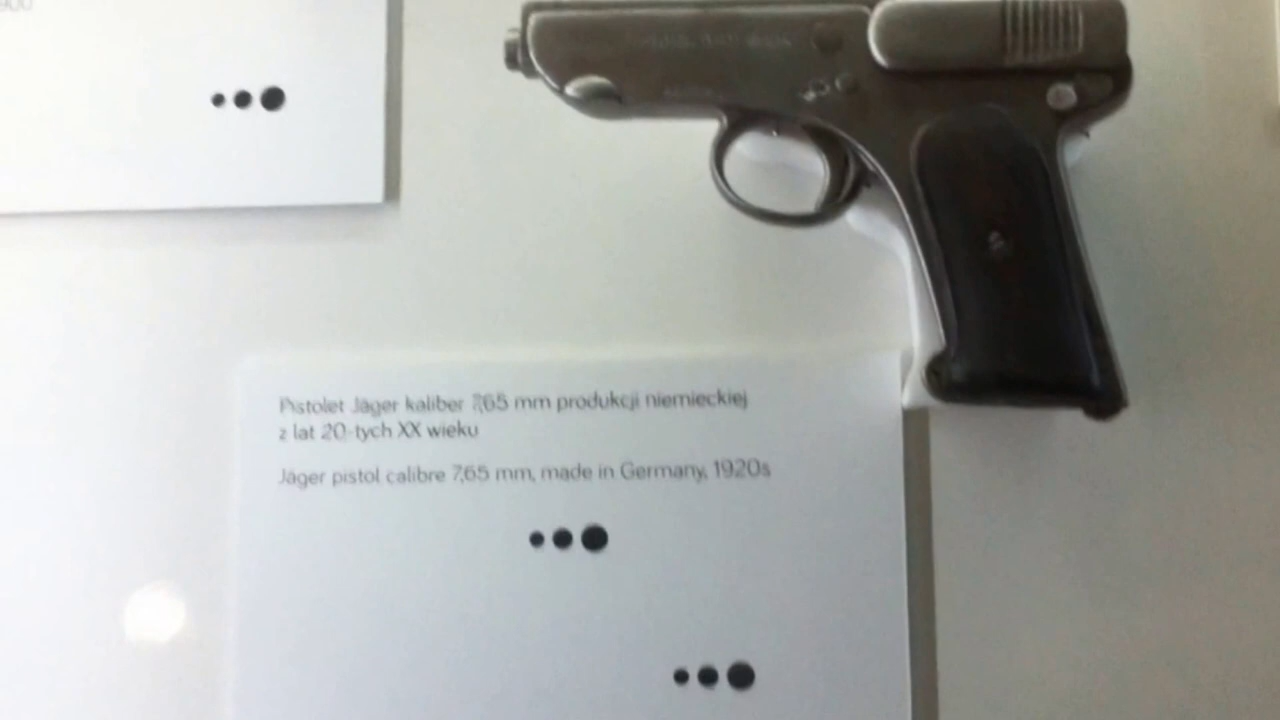 Pistolet Jäger kaliber 7,65 mm produkcji niemieckiej
z lat 20-tych XX wieku
Jäger pistol calibre 7,65 mm, made in Germany, 1920s